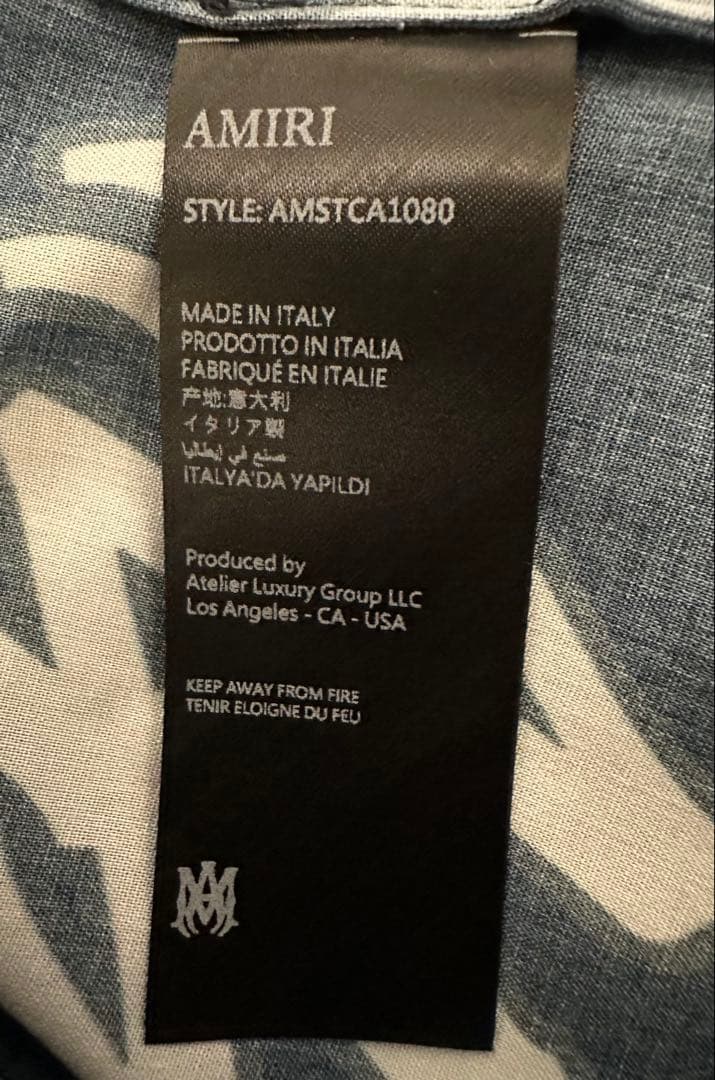 AMIRI
STYLE: AMSTCA1080
MADE IN ITALY
PRODOTTO IN ITALIA
FABRIQUÉ EN ITALIE
产地:意大利
イタリア製
صنع في إيطاليا
ITALYA'DA YAPILDI
Produced by
Atelier Luxury Group LLC
Los Angeles - CA - USA
KEEP AWAY FROM FIRE
TENIR ELOIGNE DU FEU